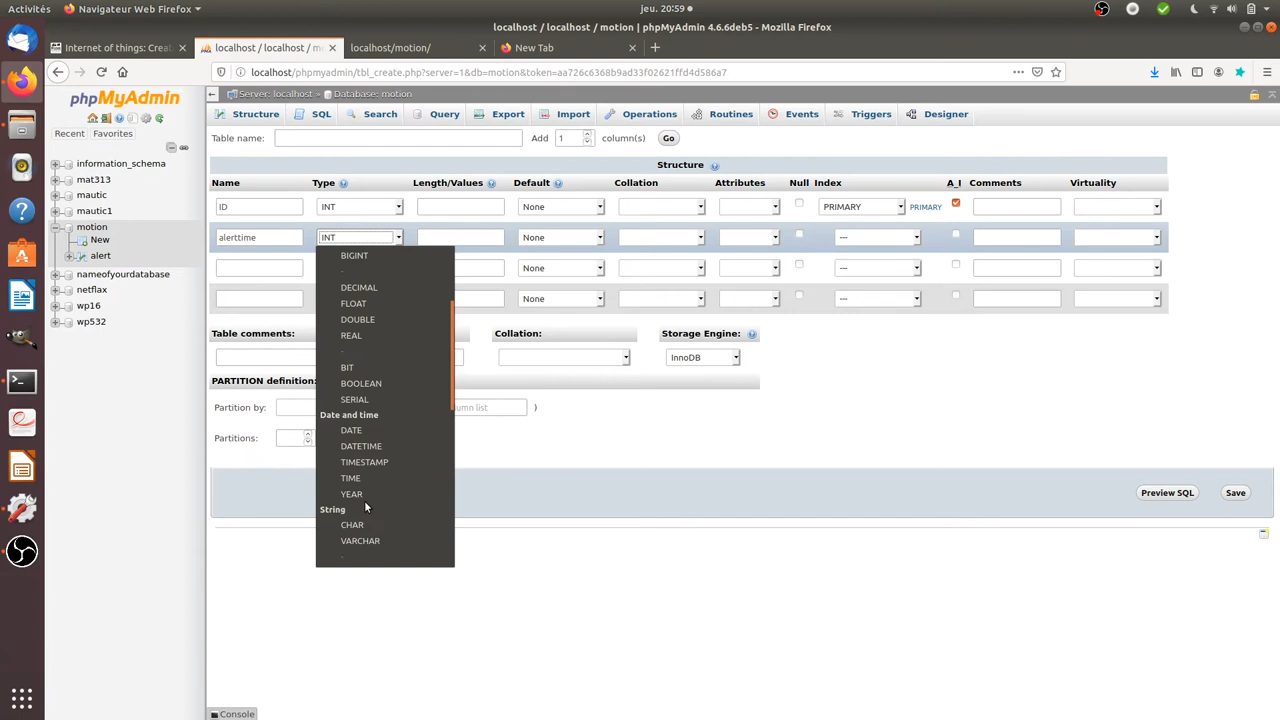 Activités Navigateur Web Firefox jeu. 20:59
localhost / localhost / motion | phpMyAdmin 4.6.6deb5 - Mozilla Firefox
Internet of things: Crea localhost / localhost / m localhost/motion/ New Tab
localhost/phpmyadmin/tbl_create.php?server=1&db=motion&token=aa726c6368b9ad33f02621ffd4d586a7
phpMyAdmin
Recent Favorites
information_schema
mat313
mautic
mautic1
motion
New
alert
nameofyourdatabase
netflax
wp16
wp532
Server: localhost » Database: motion
Structure SQL Search Query Export Import Operations Routines Events Triggers Designer
Table name: Add 1 column(s) Go
Structure
Name Type Length/Values Default Collation Attributes Null Index A_I Comments Virtuality
ID INT None PRIMARY PRIMARY
alerttime INT None ---
None ---
None ---
BIGINT
-
DECIMAL
FLOAT
DOUBLE
REAL
-
BIT
BOOLEAN
SERIAL
Date and time
DATE
DATETIME
TIMESTAMP
TIME
YEAR
String
CHAR
VARCHAR
-
Table comments: Collation: Storage Engine:
InnoDB
PARTITION definition:
Partition by: column list )
Partitions:
Preview SQL Save
Console